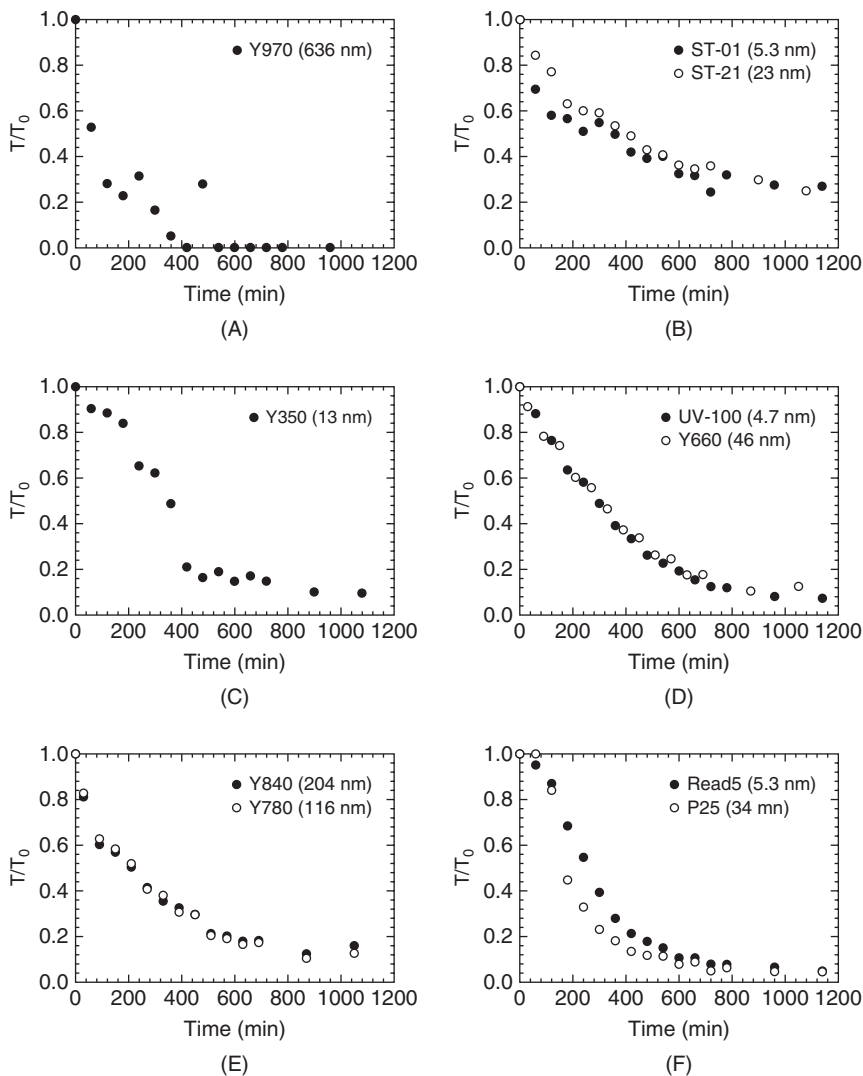 1.0
0.8
0.6
0.4
0.2
0.0
T/T0
Y970 (636 nm)
0 200 400 600 800 1000 1200
Time (min)
(A)
1.0
0.8
0.6
0.4
0.2
0.0
T/T0
ST-01 (5.3 nm)
ST-21 (23 nm)
0 200 400 600 800 1000 1200
Time (min)
(B)
1.0
0.8
0.6
0.4
0.2
0.0
T/T0
Y350 (13 nm)
0 200 400 600 800 1000 1200
Time (min)
(C)
1.0
0.8
0.6
0.4
0.2
0.0
T/T0
UV-100 (4.7 nm)
Y660 (46 nm)
0 200 400 600 800 1000 1200
Time (min)
(D)
1.0
0.8
0.6
0.4
0.2
0.0
T/T0
Y840 (204 nm)
Y780 (116 nm)
0 200 400 600 800 1000 1200
Time (min)
(E)
1.0
0.8
0.6
0.4
0.2
0.0
T/T0
Read5 (5.3 nm)
P25 (34 mn)
0 200 400 600 800 1000 1200
Time (min)
(F)